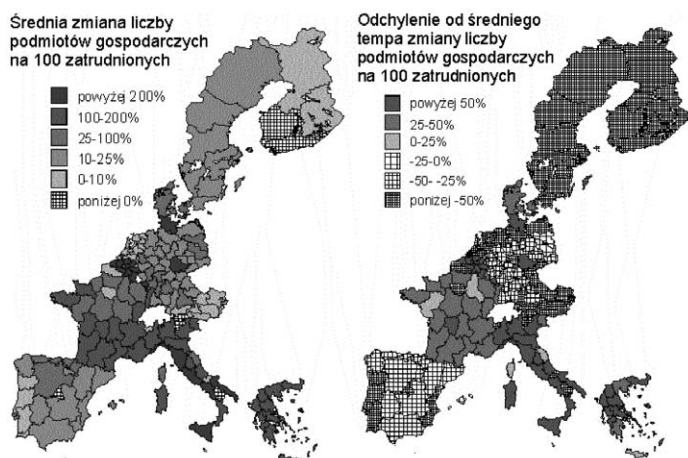 Średnia zmiana liczby
podmiotów gospodarczych
na 100 zatrudnionych
powyżej 200%
100-200%
25-100%
10-25%
0-10%
poniżej 0%
Odchylenie od średniego
tempa zmiany liczby
podmiotów gospodarczych
na 100 zatrudnionych
powyżej 50%
25-50%
0-25%
-25-0%
-50--25%
poniżej -50%